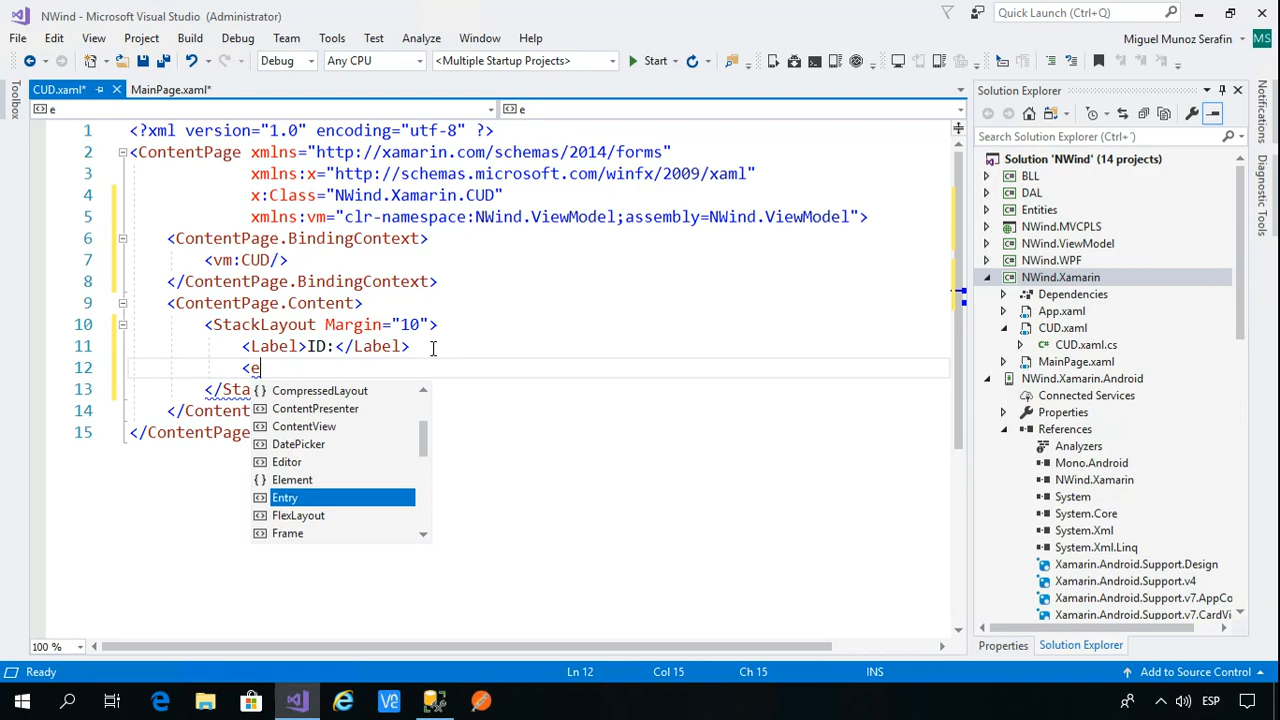 NWind - Microsoft Visual Studio (Administrator)
Quick Launch (Ctrl+Q)
File Edit View Project Build Debug Team Tools Test Analyze Window Help
Miguel Munoz Serafin
MS
Debug Any CPU <Multiple Startup Projects> Start
Toolbox
CUD.xaml* MainPage.xaml*
e e
1 <?xml version="1.0" encoding="utf-8" ?>
2 <ContentPage xmlns="http://xamarin.com/schemas/2014/forms"
3 xmlns:x="http://schemas.microsoft.com/winfx/2009/xaml"
4 x:Class="NWind.Xamarin.CUD"
5 xmlns:vm="clr-namespace:NWind.ViewModel;assembly=NWind.ViewModel">
6 <ContentPage.BindingContext>
7 <vm:CUD/>
8 </ContentPage.BindingContext>
9 <ContentPage.Content>
10 <StackLayout Margin="10">
11 <Label>ID:</Label>
12 <e
13 </Sta
14 </Content
15 </ContentPage
CompressedLayout
ContentPresenter
ContentView
DatePicker
Editor
Element
Entry
FlexLayout
Frame
100 %
Solution Explorer
Search Solution Explorer (Ctrl+´)
Solution 'NWind' (14 projects)
BLL
DAL
Entities
NWind.MVCPLS
NWind.ViewModel
NWind.WPF
NWind.Xamarin
Dependencies
App.xaml
CUD.xaml
CUD.xaml.cs
MainPage.xaml
NWind.Xamarin.Android
Connected Services
Properties
References
Analyzers
Mono.Android
NWind.Xamarin
System
System.Core
System.Xml
System.Xml.Linq
Xamarin.Android.Support.Design
Xamarin.Android.Support.v4
Xamarin.Android.Support.v7.AppCo
Xamarin.Android.Support.v7.CardVi
Properties Solution Explorer
Notifications
Diagnostic Tools
Ready Ln 12 Col 15 Ch 15 INS Add to Source Control
ESP